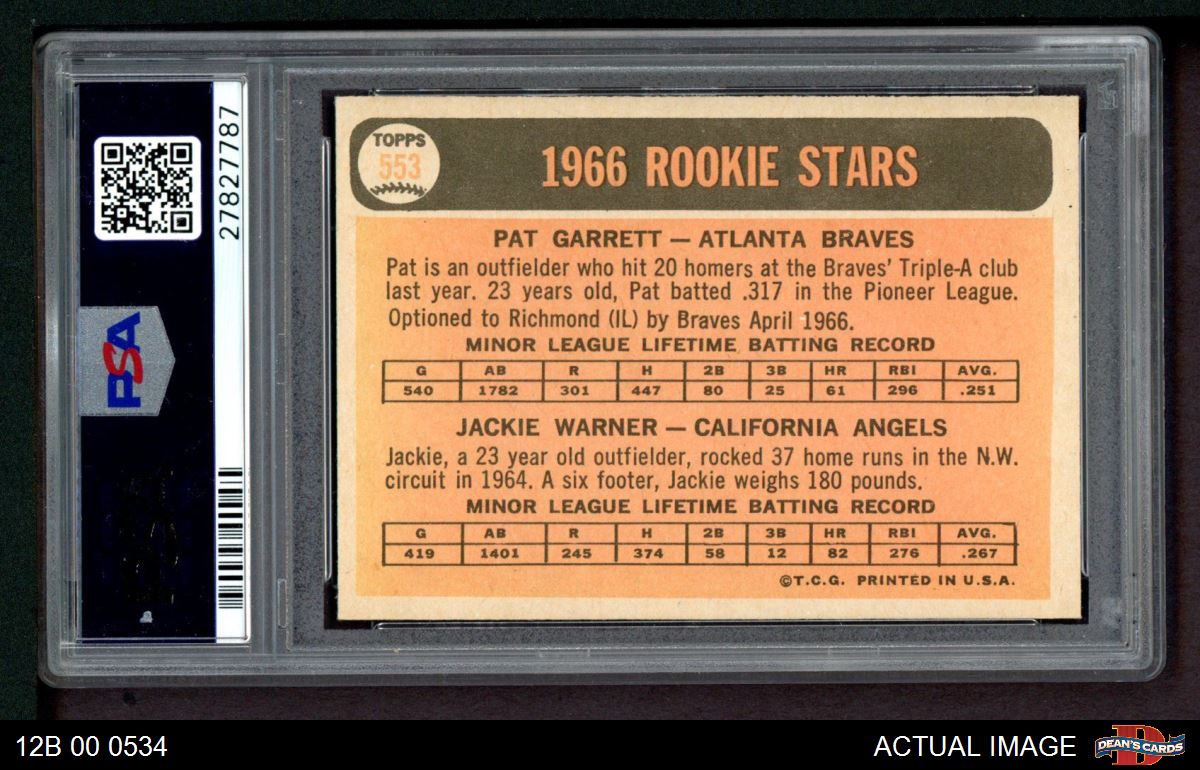 27827787
PSA
TOPPS
553
1966 ROOKIE STARS
PAT GARRETT — ATLANTA BRAVES
Pat is an outfielder who hit 20 homers at the Braves' Triple-A club
last year. 23 years old, Pat batted .317 in the Pioneer League.
Optioned to Richmond (IL) by Braves April 1966.
MINOR LEAGUE LIFETIME BATTING RECORD
G AB R H 2B 3B HR RBI AVG.
540 1782 301 447 80 25 61 296 .251
JACKIE WARNER — CALIFORNIA ANGELS
Jackie, a 23 year old outfielder, rocked 37 home runs in the N.W.
circuit in 1964. A six footer, Jackie weighs 180 pounds.
MINOR LEAGUE LIFETIME BATTING RECORD
G AB R H 2B 3B HR RBI AVG.
419 1401 245 374 58 12 82 276 .267
©T.C.G. PRINTED IN U.S.A.
12B 00 0534
ACTUAL IMAGE
DEAN'S CARDS